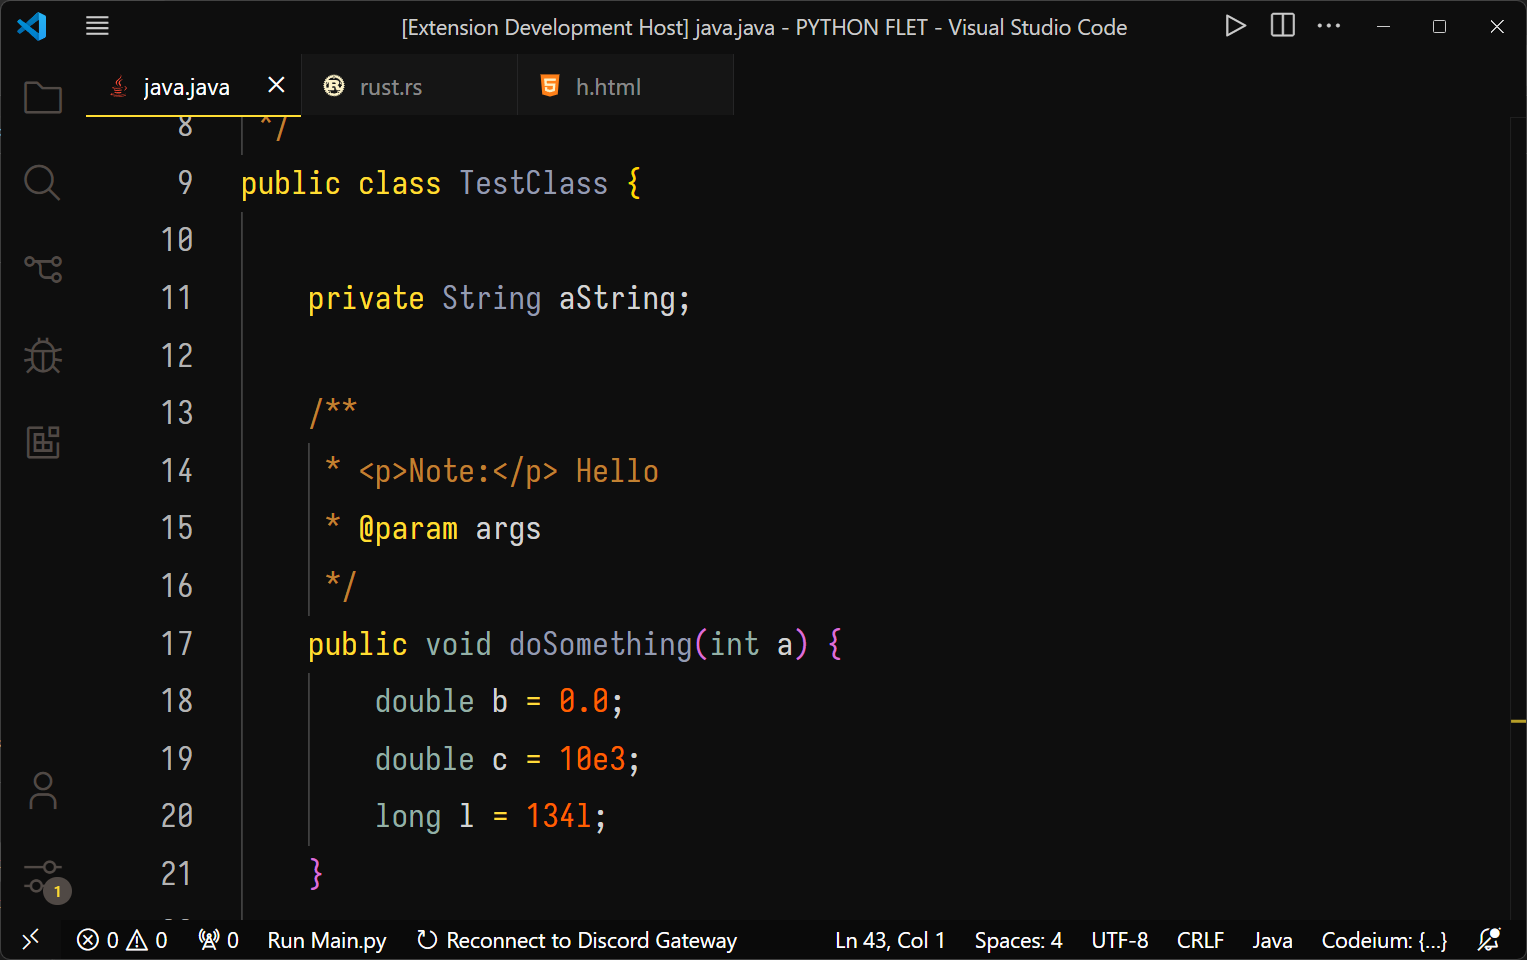 [Extension Development Host] java.java - PYTHON FLET - Visual Studio Code
java.java rust.rs h.html
8 */
9 public class TestClass {
10
11 private String aString;
12
13 /**
14 * <p>Note:</p> Hello
15 * @param args
16 */
17 public void doSomething(int a) {
18 double b = 0.0;
19 double c = 10e3;
20 long l = 134l;
21 }
1
0 0 0 Run Main.py Reconnect to Discord Gateway Ln 43, Col 1 Spaces: 4 UTF-8 CRLF Java Codeium: {...}